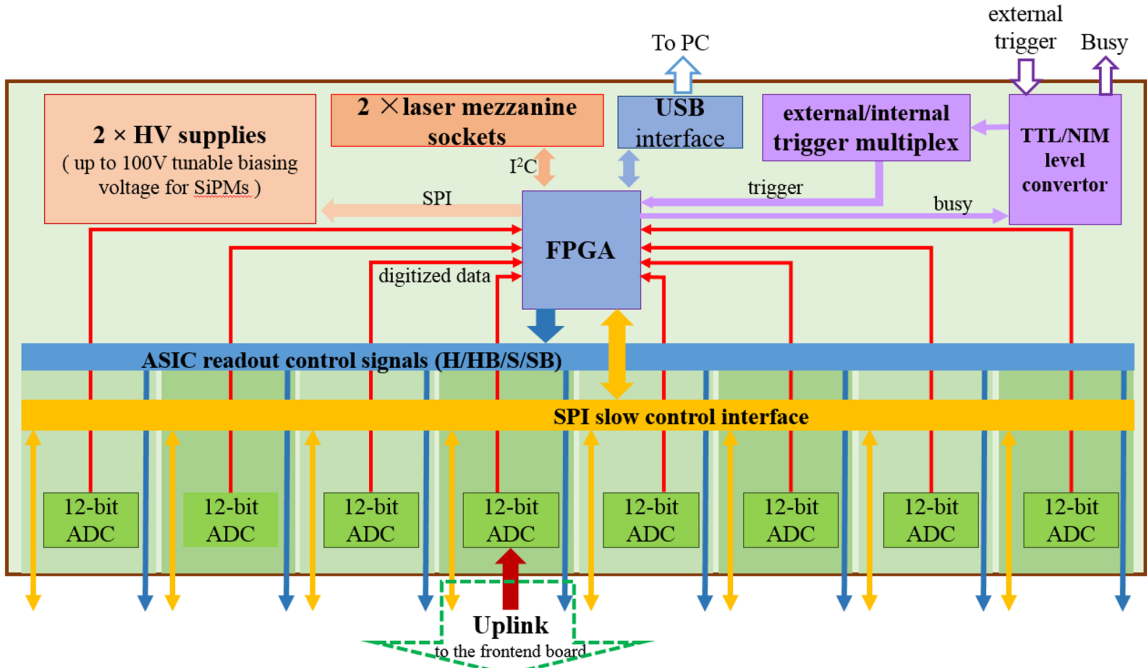 external
trigger
To PC
Busy
2 × HV supplies
( up to 100V tunable biasing
voltage for SiPMs )
2 ×laser mezzanine
sockets
USB
interface
external/internal
trigger multiplex
TTL/NIM
level
convertor
I²C
SPI
trigger
busy
FPGA
digitized data
ASIC readout control signals (H/HB/S/SB)
SPI slow control interface
12-bit
ADC
12-bit
ADC
12-bit
ADC
12-bit
ADC
12-bit
ADC
12-bit
ADC
12-bit
ADC
12-bit
ADC
Uplink
to the frontend board